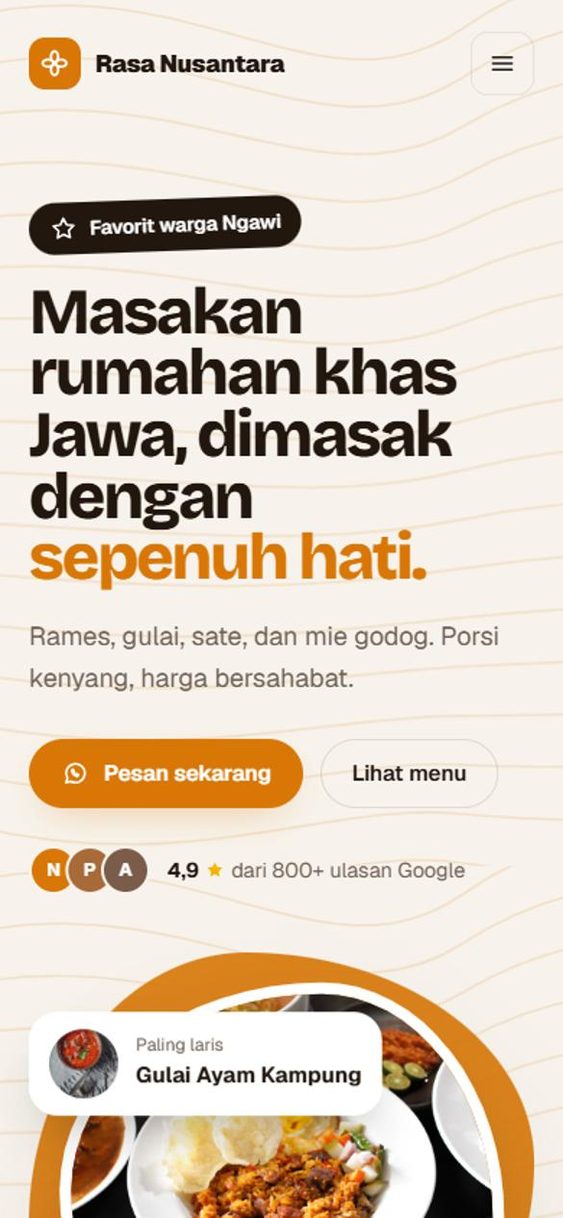 Rasa Nusantara
Favorit warga Ngawi
Masakan
rumahan khas
Jawa, dimasak
dengan
sepenuh hati.
Rames, gulai, sate, dan mie godog. Porsi
kenyang, harga bersahabat.
Pesan sekarang
Lihat menu
N P A 4,9 ★ dari 800+ ulasan Google
Paling laris
Gulai Ayam Kampung